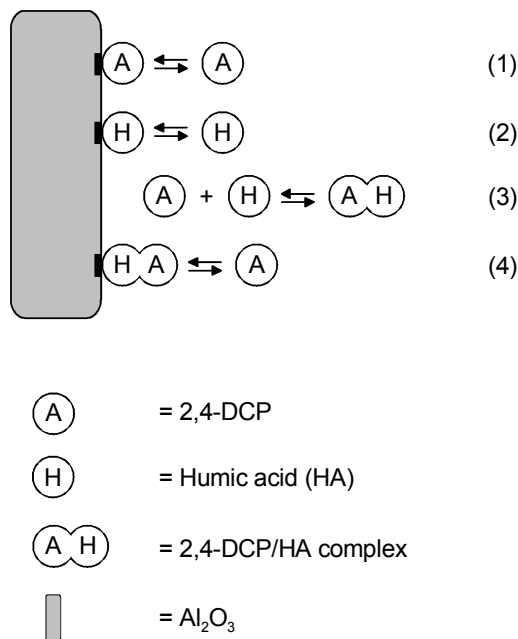 A A (1)
H H (2)
A + H A H (3)
H A A (4)
A = 2,4-DCP
H = Humic acid (HA)
A H = 2,4-DCP/HA complex
= Al₂O₃